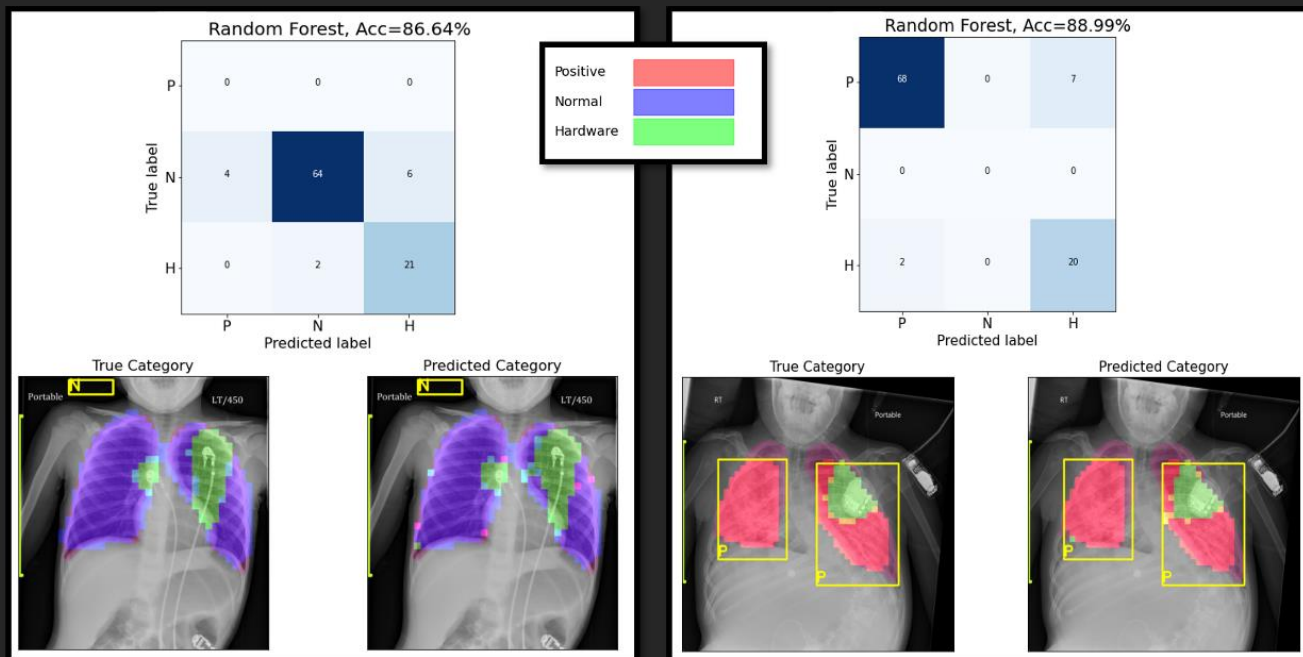 Random Forest, Acc=86.64%
P
0 0 0
N
4 64 6
H
0 2 21
True label
P N H
Predicted label
True Category
Predicted Category
N
Portable
LT/450
N
Portable
LT/450
Positive
Normal
Hardware
Random Forest, Acc=88.99%
P
68 0 7
N
0 0 0
H
2 0 20
True label
P N H
Predicted label
True Category
Predicted Category
RT
Portable
P
P
RT
Portable
P
P